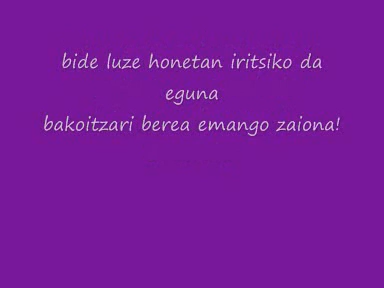 bide luze honetan iritsiko da
eguna
bakoitzari berea emango zaiona!